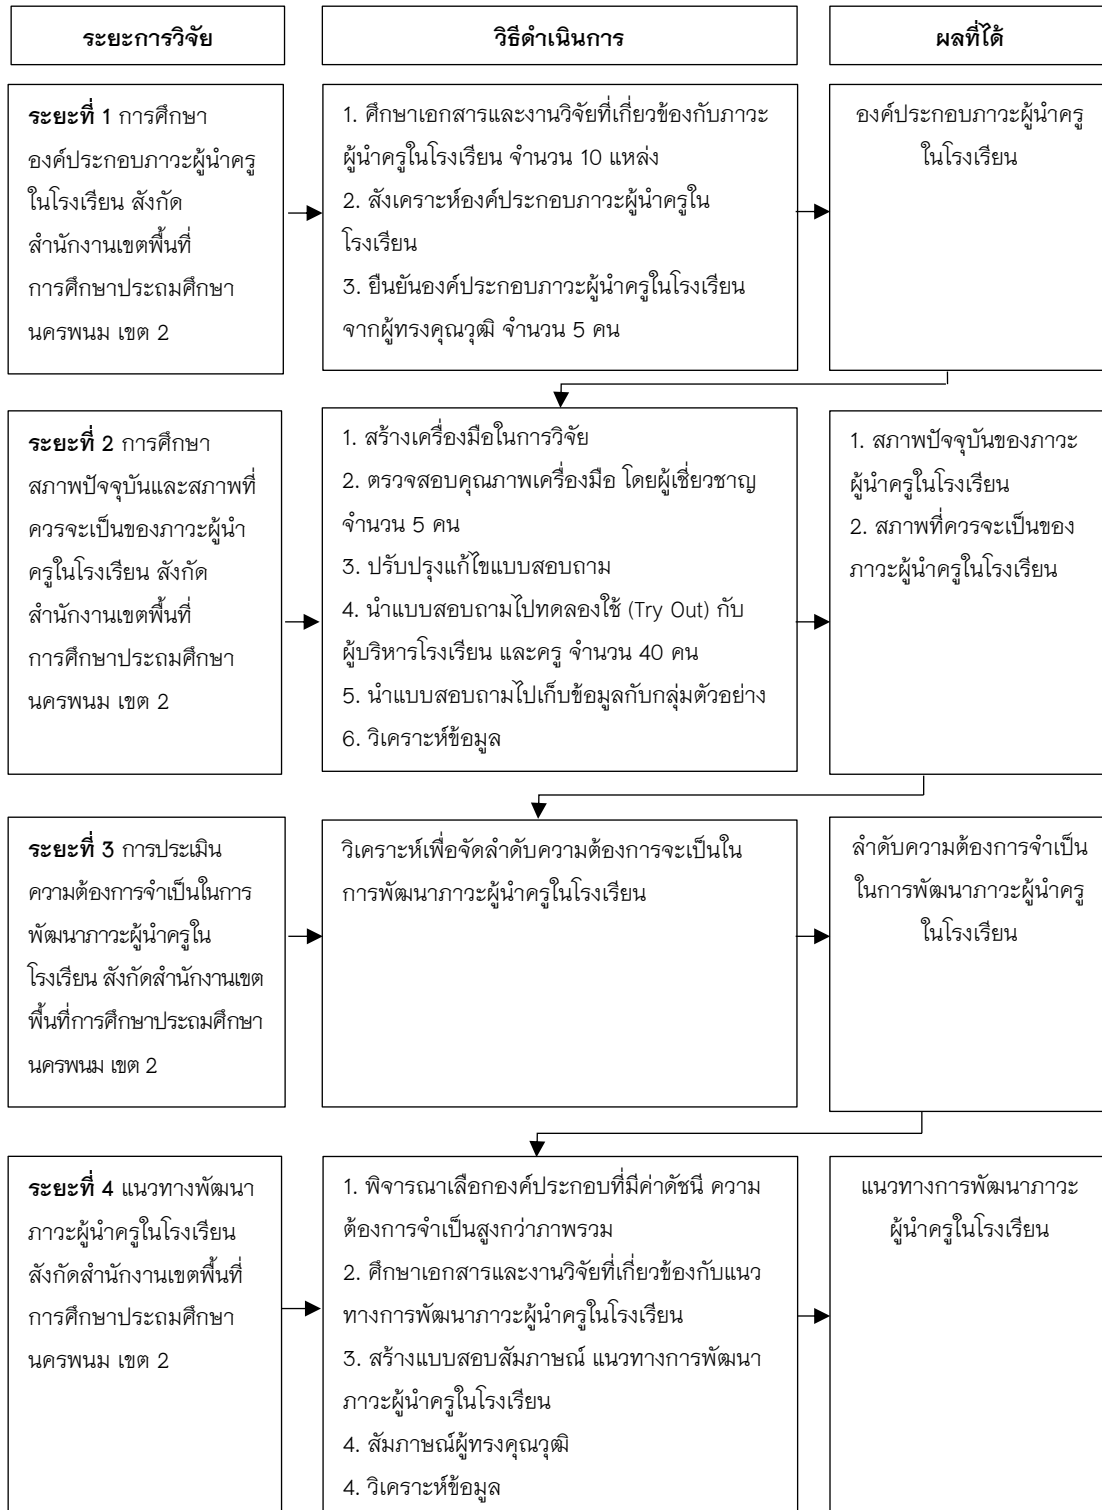 ระยะการวิจัย
วิธีดำเนินการ
ผลที่ได้
ระยะที่ 1 การศึกษา
องค์ประกอบภาวะผู้นำครู
ในโรงเรียน สังกัด
สำนักงานเขตพื้นที่
การศึกษาประถมศึกษา
นครพนม เขต 2
1. ศึกษาเอกสารและงานวิจัยที่เกี่ยวข้องกับภาวะ
ผู้นำครูในโรงเรียน จำนวน 10 แหล่ง
2. สังเคราะห์องค์ประกอบภาวะผู้นำครูใน
โรงเรียน
3. ยืนยันองค์ประกอบภาวะผู้นำครูในโรงเรียน
จากผู้ทรงคุณวุฒิ จำนวน 5 คน
องค์ประกอบภาวะผู้นำครู
ในโรงเรียน
ระยะที่ 2 การศึกษา
สภาพปัจจุบันและสภาพที่
ควรจะเป็นของภาวะผู้นำ
ครูในโรงเรียน สังกัด
สำนักงานเขตพื้นที่
การศึกษาประถมศึกษา
นครพนม เขต 2
1. สร้างเครื่องมือในการวิจัย
2. ตรวจสอบคุณภาพเครื่องมือ โดยผู้เชี่ยวชาญ
จำนวน 5 คน
3. ปรับปรุงแก้ไขแบบสอบถาม
4. นำแบบสอบถามไปทดลองใช้ (Try Out) กับ
ผู้บริหารโรงเรียน และครู จำนวน 40 คน
5. นำแบบสอบถามไปเก็บข้อมูลกับกลุ่มตัวอย่าง
6. วิเคราะห์ข้อมูล
1. สภาพปัจจุบันของภาวะ
ผู้นำครูในโรงเรียน
2. สภาพที่ควรจะเป็นของ
ภาวะผู้นำครูในโรงเรียน
ระยะที่ 3 การประเมิน
ความต้องการจำเป็นในการ
พัฒนาภาวะผู้นำครูใน
โรงเรียน สังกัดสำนักงานเขต
พื้นที่การศึกษาประถมศึกษา
นครพนม เขต 2
วิเคราะห์เพื่อจัดลำดับความต้องการจะเป็นใน
การพัฒนาภาวะผู้นำครูในโรงเรียน
ลำดับความต้องการจำเป็น
ในการพัฒนาภาวะผู้นำครู
ในโรงเรียน
ระยะที่ 4 แนวทางพัฒนา
ภาวะผู้นำครูในโรงเรียน
สังกัดสำนักงานเขตพื้นที่
การศึกษาประถมศึกษา
นครพนม เขต 2
1. พิจารณาเลือกองค์ประกอบที่มีค่าดัชนี ความ
ต้องการจำเป็นสูงกว่าภาพรวม
2. ศึกษาเอกสารและงานวิจัยที่เกี่ยวข้องกับแนว
ทางการพัฒนาภาวะผู้นำครูในโรงเรียน
3. สร้างแบบสอบสัมภาษณ์ แนวทางการพัฒนา
ภาวะผู้นำครูในโรงเรียน
4. สัมภาษณ์ผู้ทรงคุณวุฒิ
4. วิเคราะห์ข้อมูล
แนวทางการพัฒนาภาวะ
ผู้นำครูในโรงเรียน